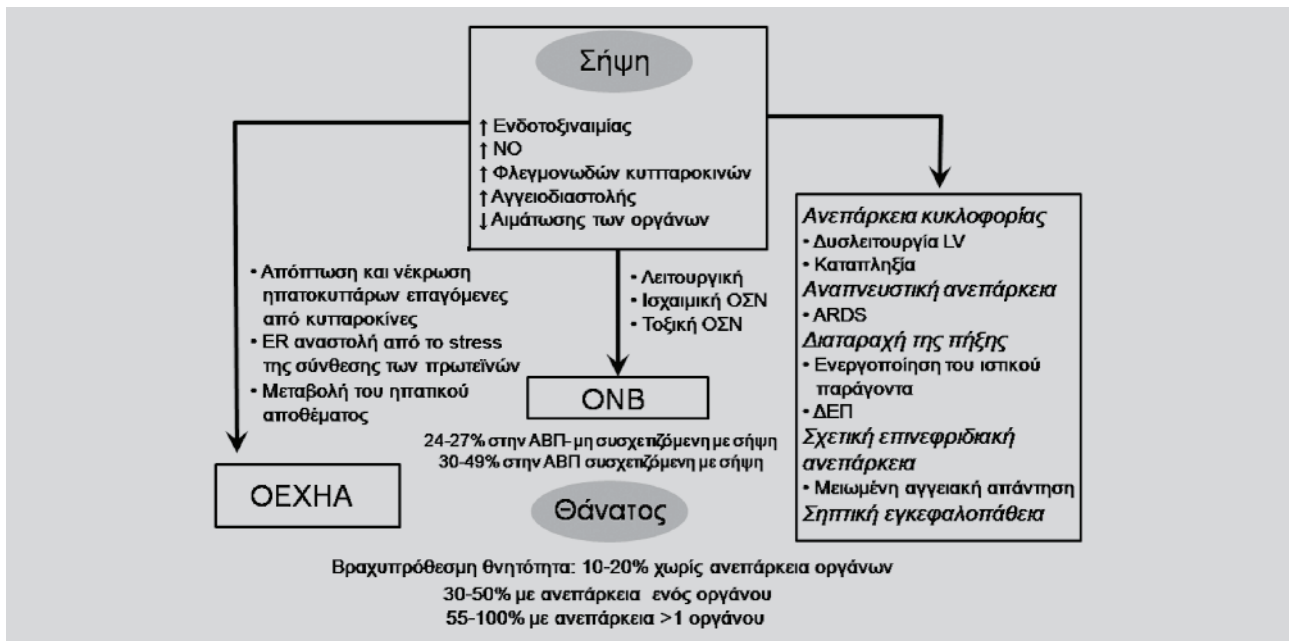 Σήψη
↑ Ενδοτοξιναιμίας
↑ NO
↑ Φλεγμονωδών κυτταροκινών
↑ Αγγειοδιαστολής
↓ Αιμάτωσης των οργάνων
• Απόπτωση και νέκρωση
ηπατοκυττάρων επαγόμενες
από κυτταροκίνες
• ER αναστολή από το stress
της σύνθεσης των πρωτεϊνών
• Μεταβολή του ηπατικού
αποθέματος
ΟΕΧΗΑ
• Λειτουργική
• Ισχαιμική ΟΣΝ
• Τοξική ΟΣΝ
ΟΝΒ
24-27% στην ΑΒΠ- μη συσχετιζόμενη με σήψη
30-49% στην ΑΒΠ συσχετιζόμενη με σήψη
Ανεπάρκεια κυκλοφορίας
• Δυσλειτουργία LV
• Καταπληξία
Αναπνευστική ανεπάρκεια
• ARDS
Διαταραχή της πήξης
• Ενεργοποίηση του ιστικού
παράγοντα
• ΔΕΠ
Σχετική επινεφριδιακή
ανεπάρκεια
• Μειωμένη αγγειακή απάντηση
Σηπτική εγκεφαλοπάθεια
Θάνατος
Βραχυπρόθεσμη θνητότητα: 10-20% χωρίς ανεπάρκεια οργάνων
30-50% με ανεπάρκεια ενός οργάνου
55-100% με ανεπάρκεια >1 οργάνου